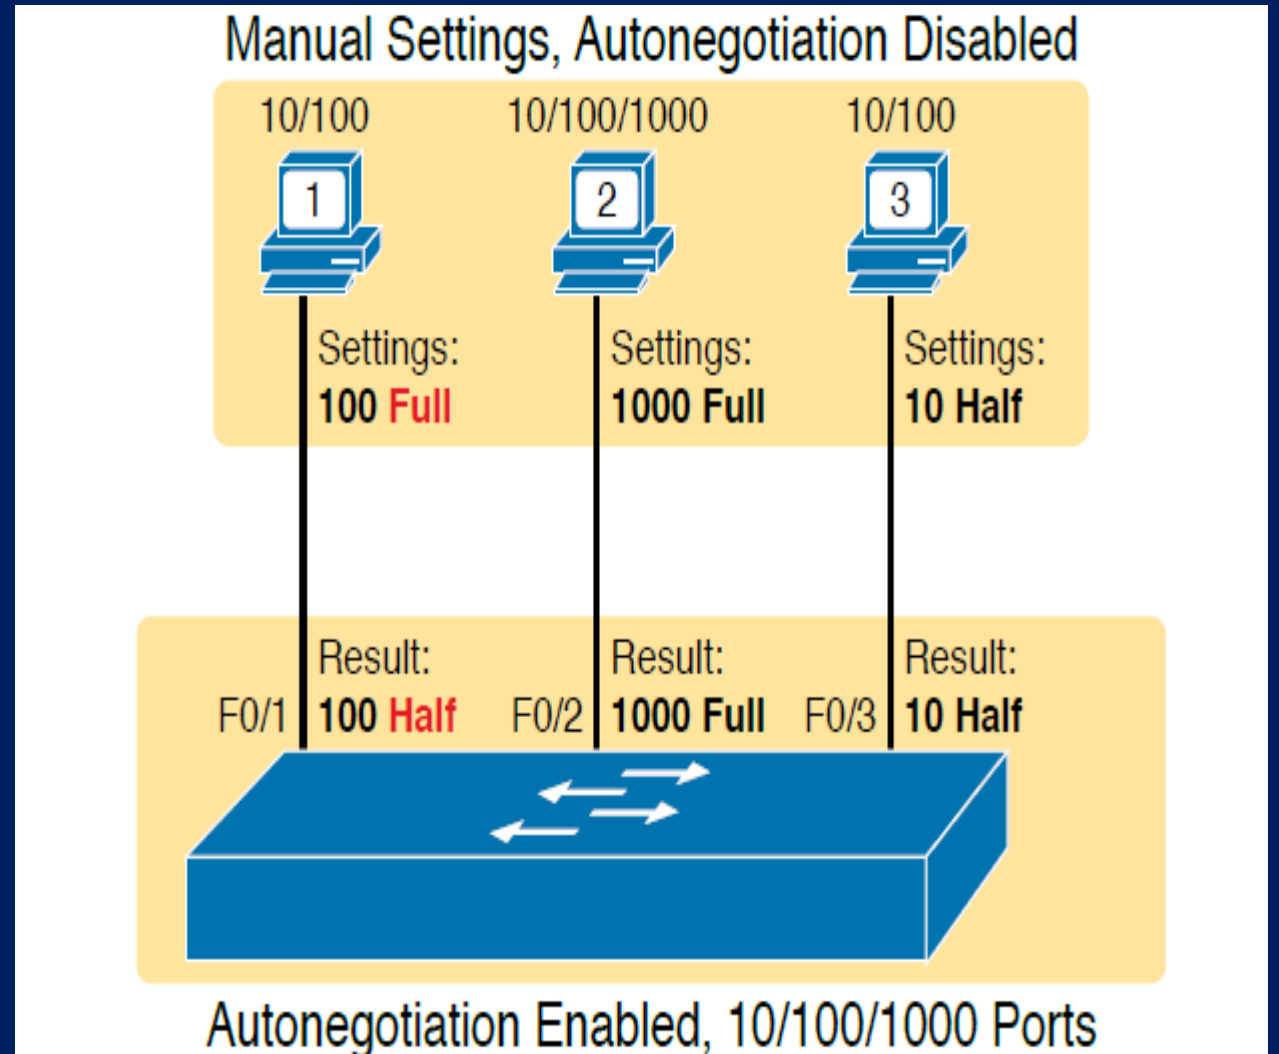 Manual Settings, Autonegotiation Disabled
10/100 10/100/1000 10/100
1 2 3
Settings: Settings: Settings:
100 Full 1000 Full 10 Half
Result: Result: Result:
F0/1 100 Half F0/2 1000 Full F0/3 10 Half
Autonegotiation Enabled, 10/100/1000 Ports